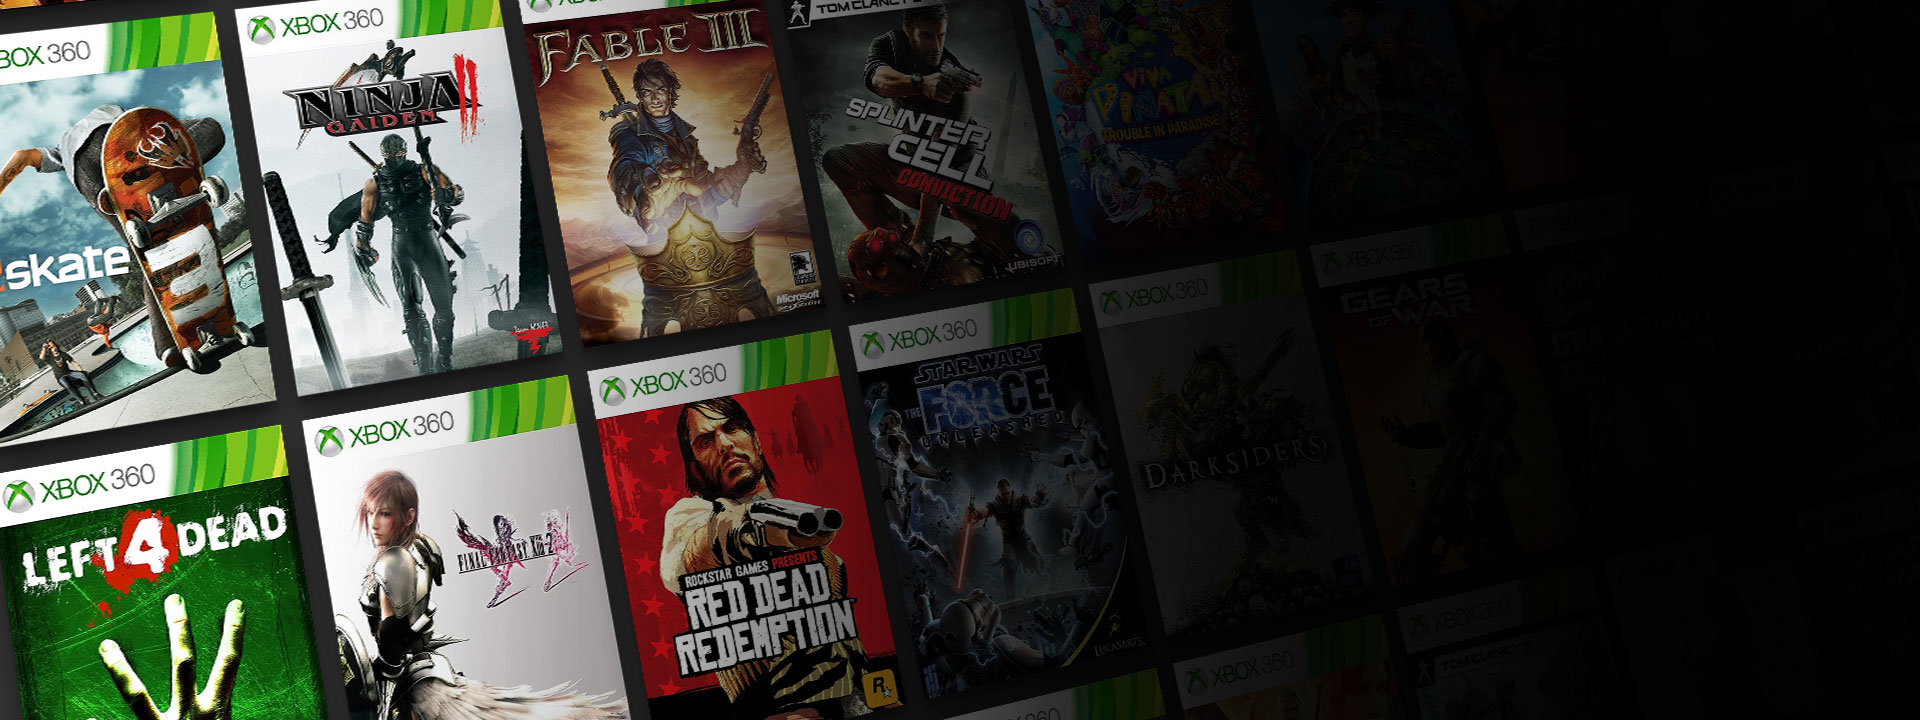 XBOX 360
skate
XBOX 360
NINJA II
GAIDEN
FABLE III
Microsoft
TOM CLANCY'S
SPLINTER
CELL
CONVICTION
UBISOFT
VIVA
PIÑATA
TROUBLE IN PARADISE
XBOX 360
LEFT 4 DEAD
XBOX 360
FINAL FANTASY XIII-2
XBOX 360
ROCKSTAR GAMES PRESENTS
RED DEAD
REDEMPTION
R
XBOX 360
STAR WARS
THE FORCE
UNLEASHED
LUCASARTS
XBOX 360
DARKSIDERS
XBOX 360
GEARS
OF WAR
XBOX 360
XBOX 360
TOM CLANCY'S